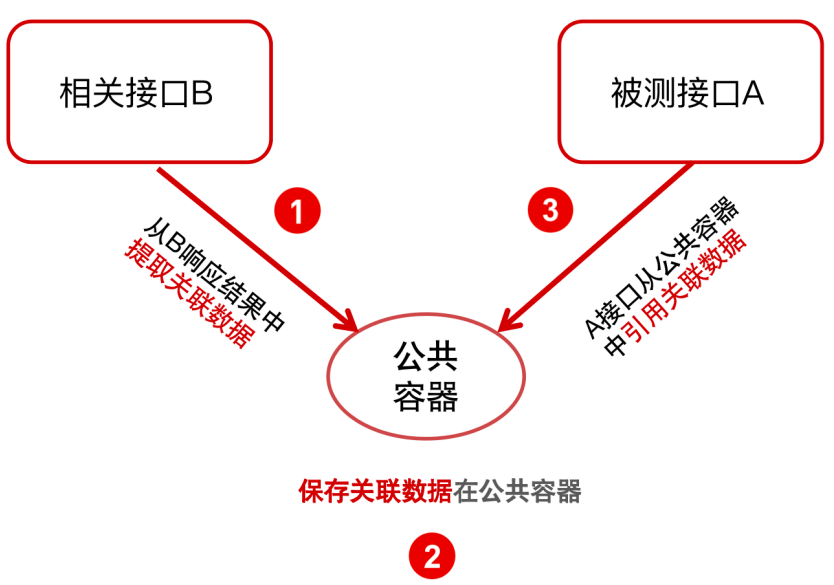 相关接口B
被测接口A
1
3
从B响应结果中
提取关联数据
A接口从公共容器
中引用关联数据
公共
容器
保存关联数据在公共容器
2